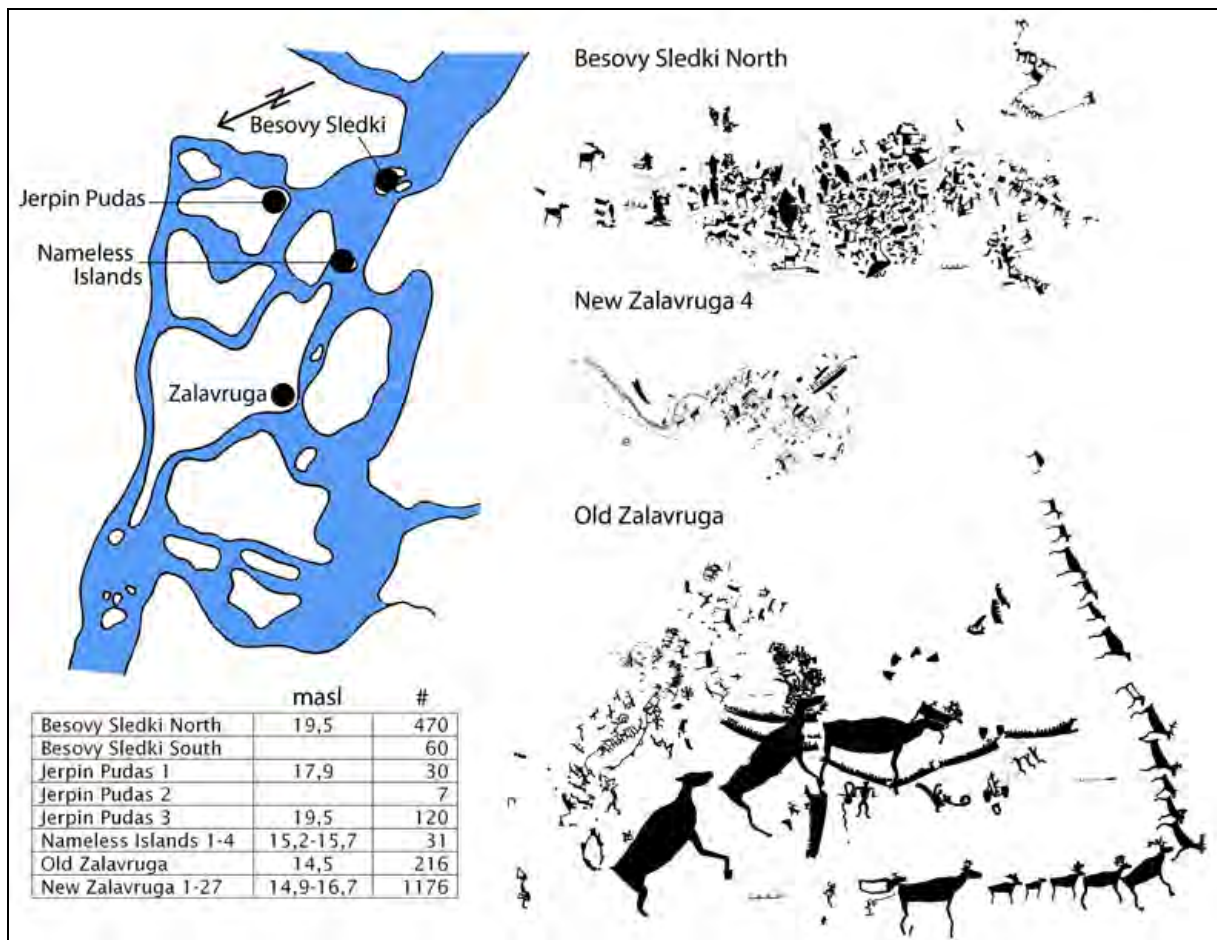 Besovy Sledki
Jerpin Pudas
Nameless
Islands
Zalavruga
Besovy Sledki North
New Zalavruga 4
Old Zalavruga
masl #
Besovy Sledki North 19,5 470
Besovy Sledki South 60
Jerpin Pudas 1 17,9 30
Jerpin Pudas 2 7
Jerpin Pudas 3 19,5 120
Nameless Islands 1-4 15,2-15,7 31
Old Zalavruga 14,5 216
New Zalavruga 1-27 14,9-16,7 1176